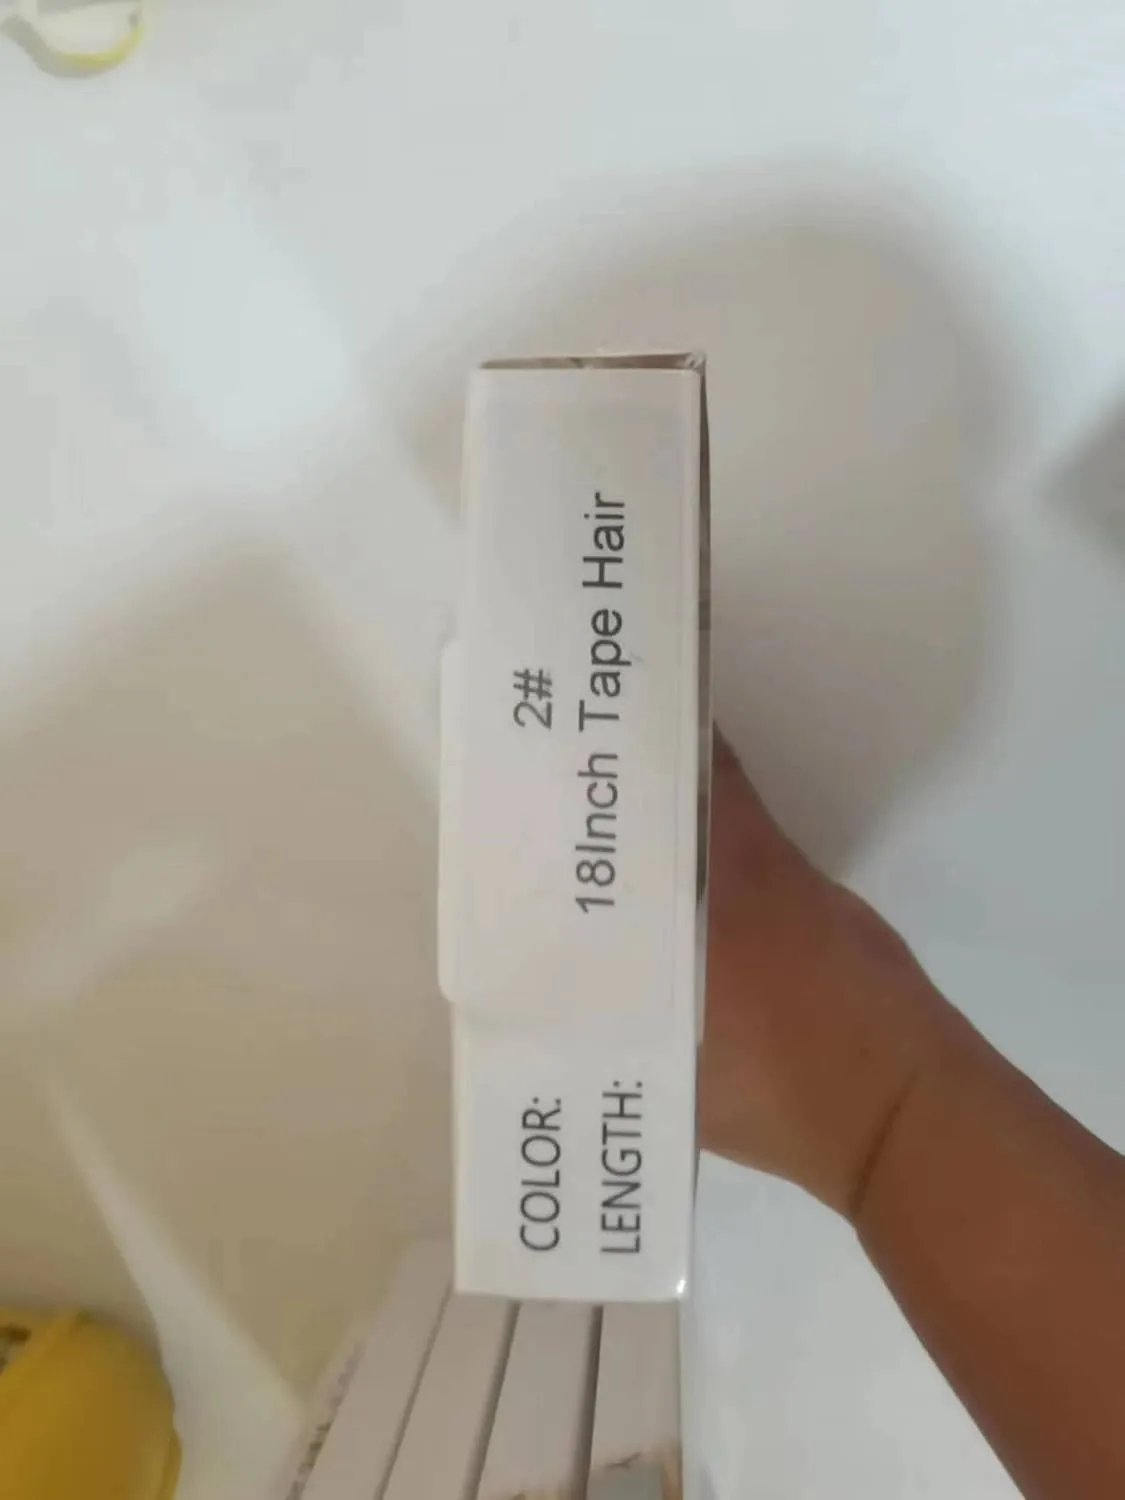 COLOR: 2#
LENGTH: 18Inch Tape Hair